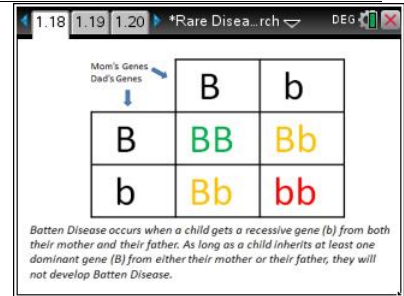 1.18 1.19 1.20 *Rare Disea...rch DEG
Mom's Genes
Dad's Genes
B b
B BB Bb
b Bb bb
Batten Disease occurs when a child gets a recessive gene (b) from both
their mother and their father. As long as a child inherits at least one
dominant gene (B) from either their mother or their father, they will
not develop Batten Disease.